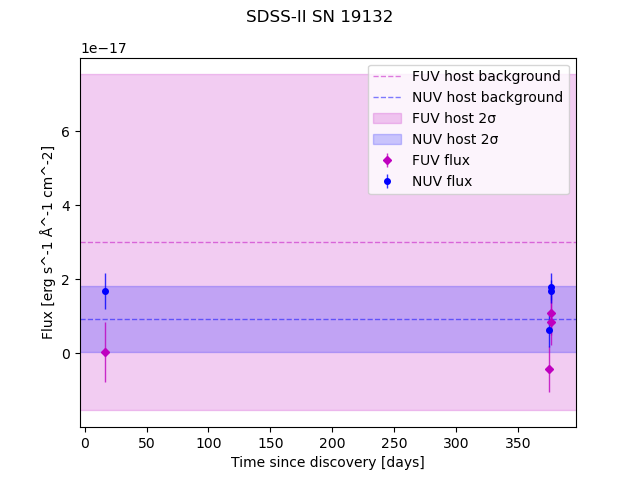 SDSS-II SN 19132
1e−17
FUV host background
NUV host background
FUV host 2σ
NUV host 2σ
FUV flux
NUV flux
6
4
2
0
Flux [erg s^-1 Å^-1 cm^-2]
0 50 100 150 200 250 300 350
Time since discovery [days]